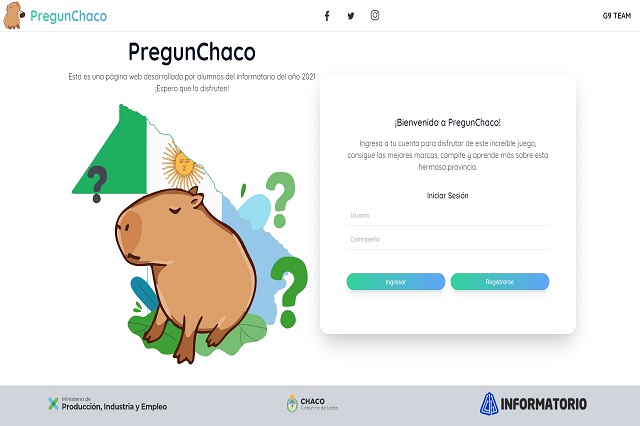 PregunChaco
G9 TEAM
PregunChaco
Esta es una página web desarrollada por alumnos del informatorio del año 2021
¡Espero que la disfruten!
¡Bienvenido a PregunChaco!
Ingresa a tu cuenta para disfrutar de este increíble juego,
consigue las mejores marcas, compite y aprende más sobre esta
hermosa provincia.
Iniciar Sesión
Usuario
Contraseña
Ingresar
Registrarse
Ministerio de
Producción, Industria y Empleo
CHACO
Gobierno de todos
INFORMATORIO